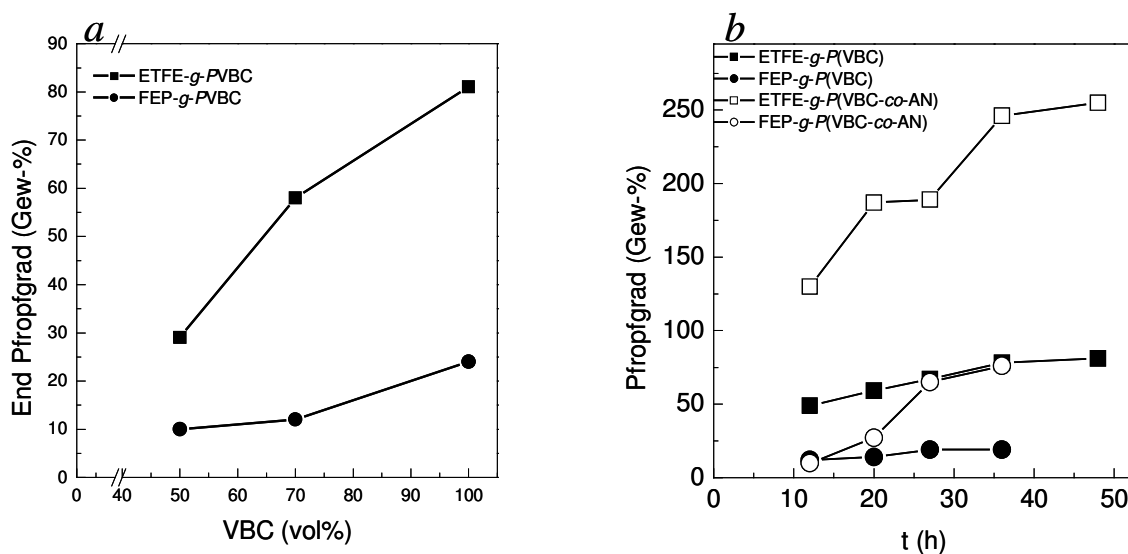 a
ETFE-g-PVBC
FEP-g-PVBC
End Pfropfgrad (Gew-%)
90
80
70
60
50
40
30
20
10
0
0 40 50 60 70 80 90 100
VBC (vol%)
b
ETFE-g-P(VBC)
FEP-g-P(VBC)
ETFE-g-P(VBC-co-AN)
FEP-g-P(VBC-co-AN)
Pfropfgrad (Gew-%)
250
200
150
100
50
0
0 10 20 30 40 50
t (h)